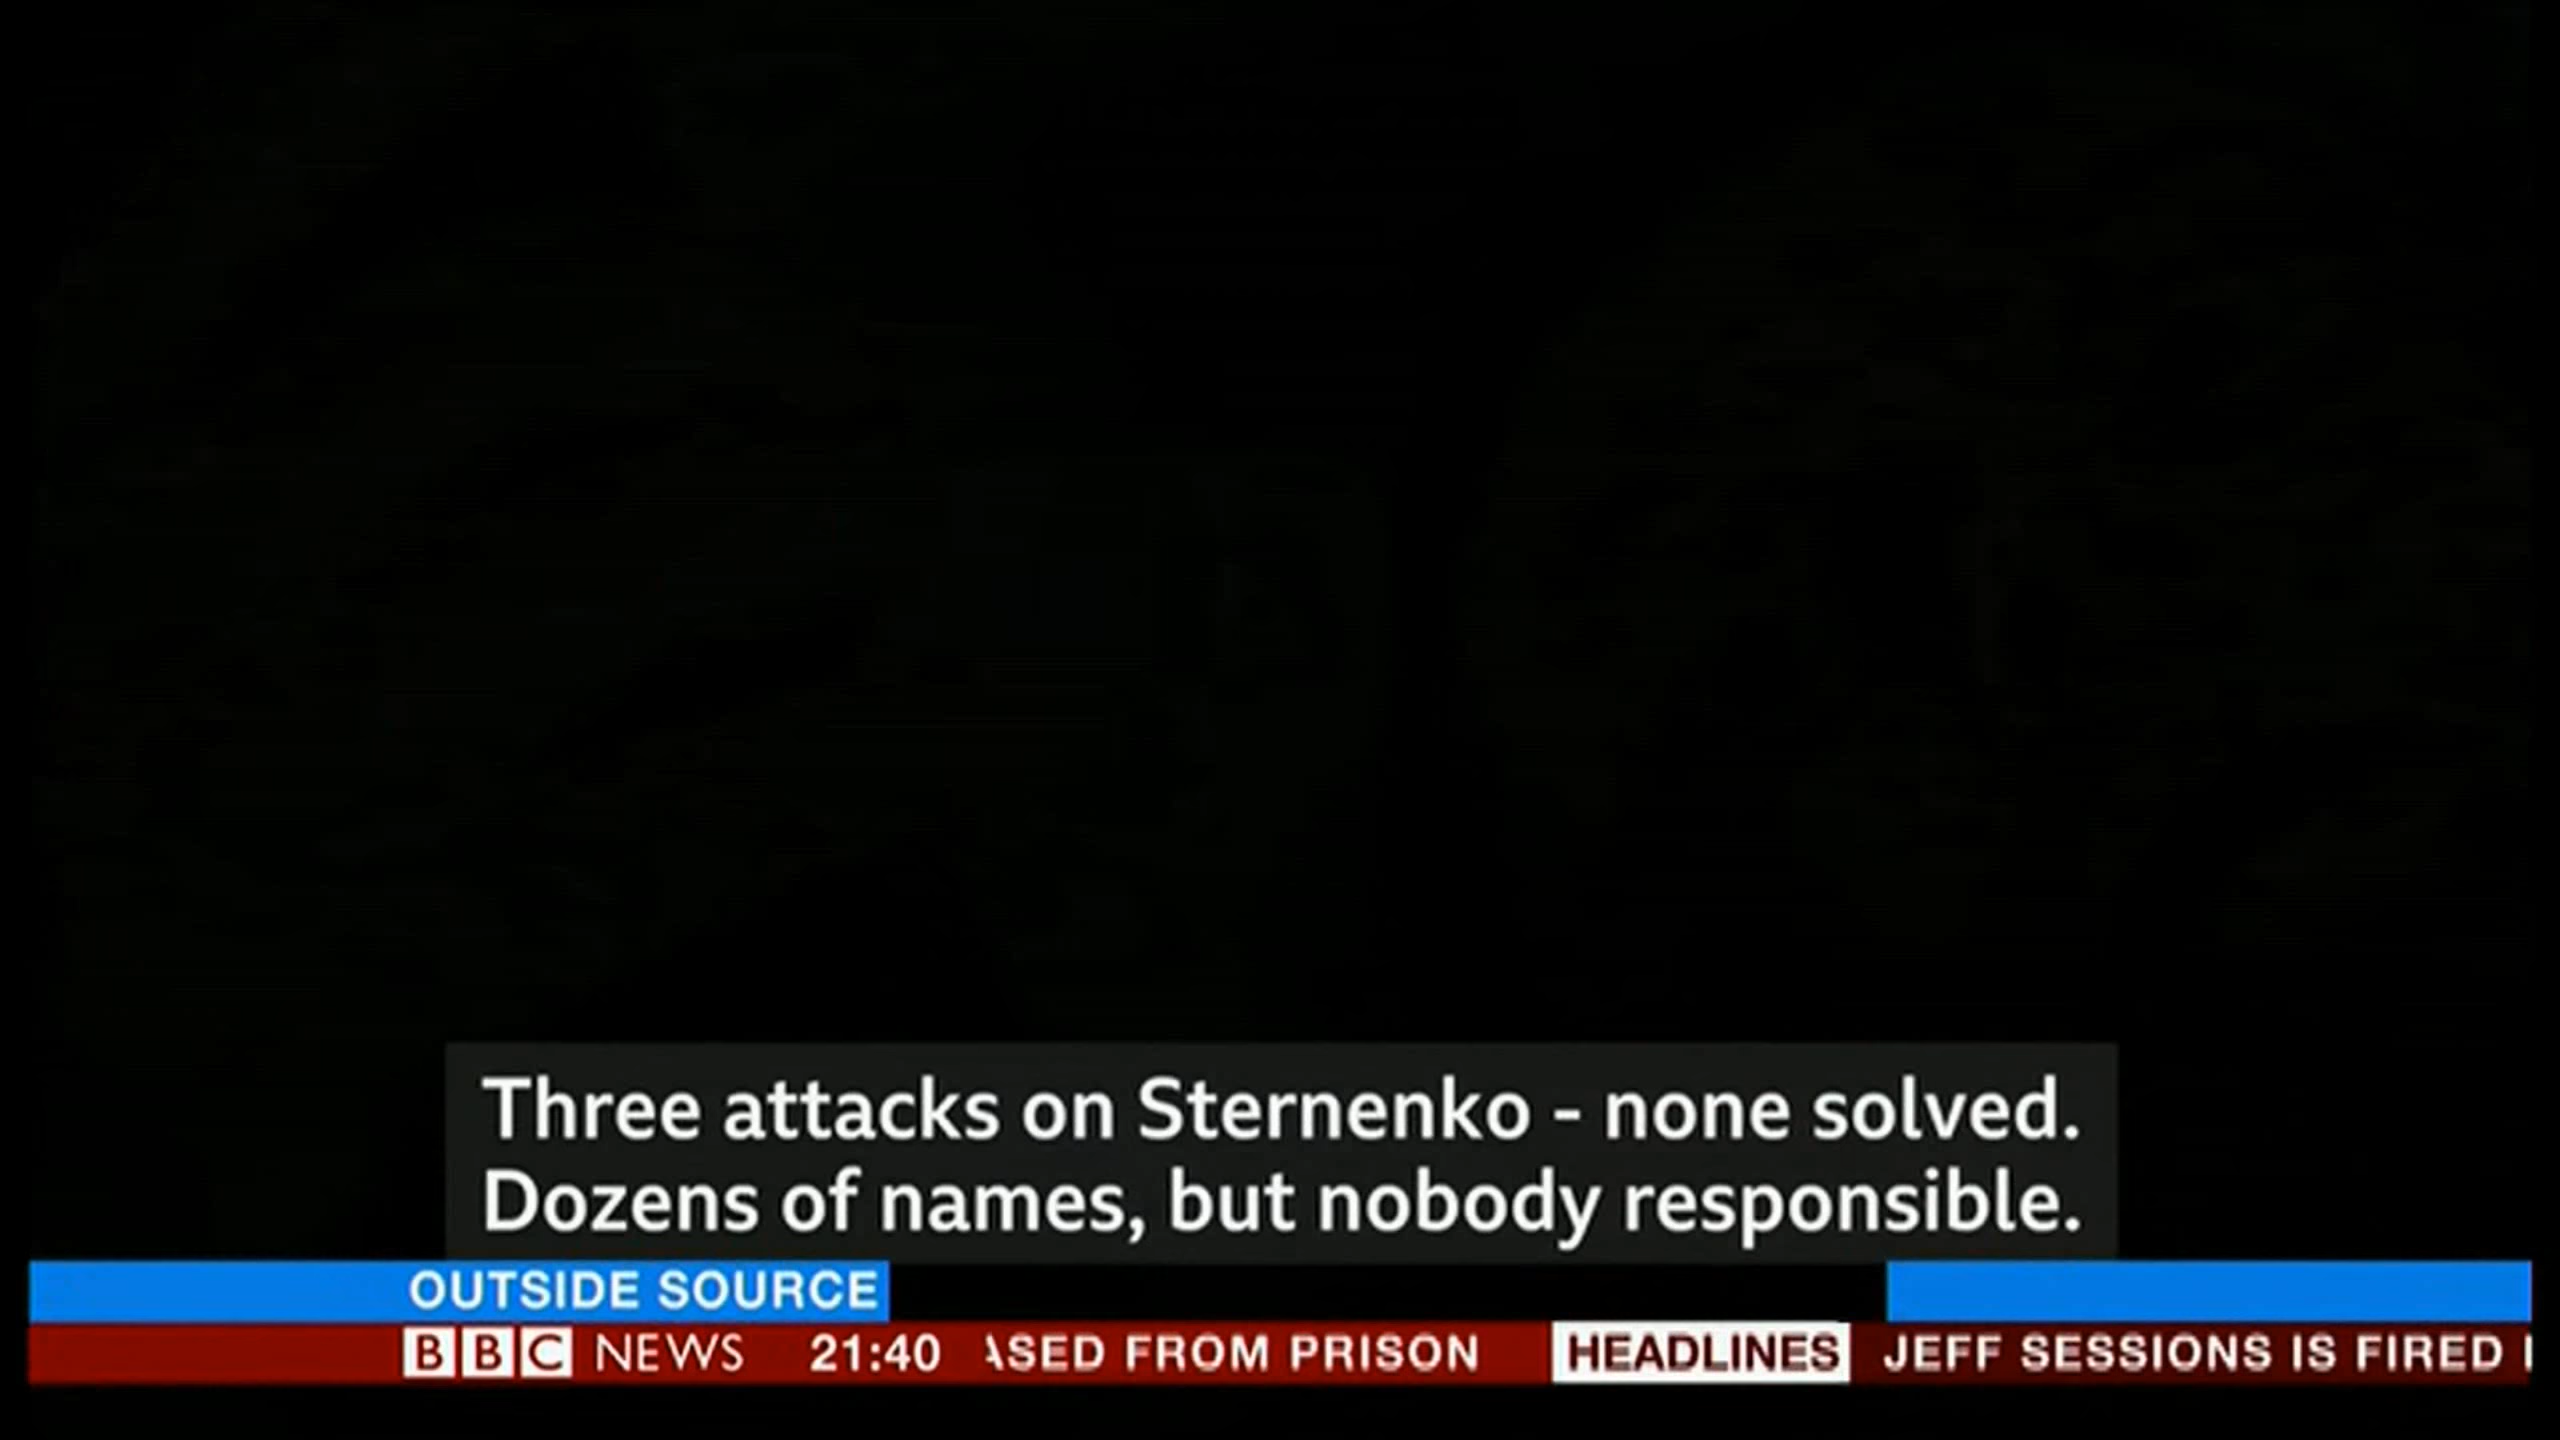 Three attacks on Sternenko - none solved.
Dozens of names, but nobody responsible.
OUTSIDE SOURCE
BBC NEWS 21:40 FROM PRISON HEADLINES JEFF SESSIONS IS FIRED